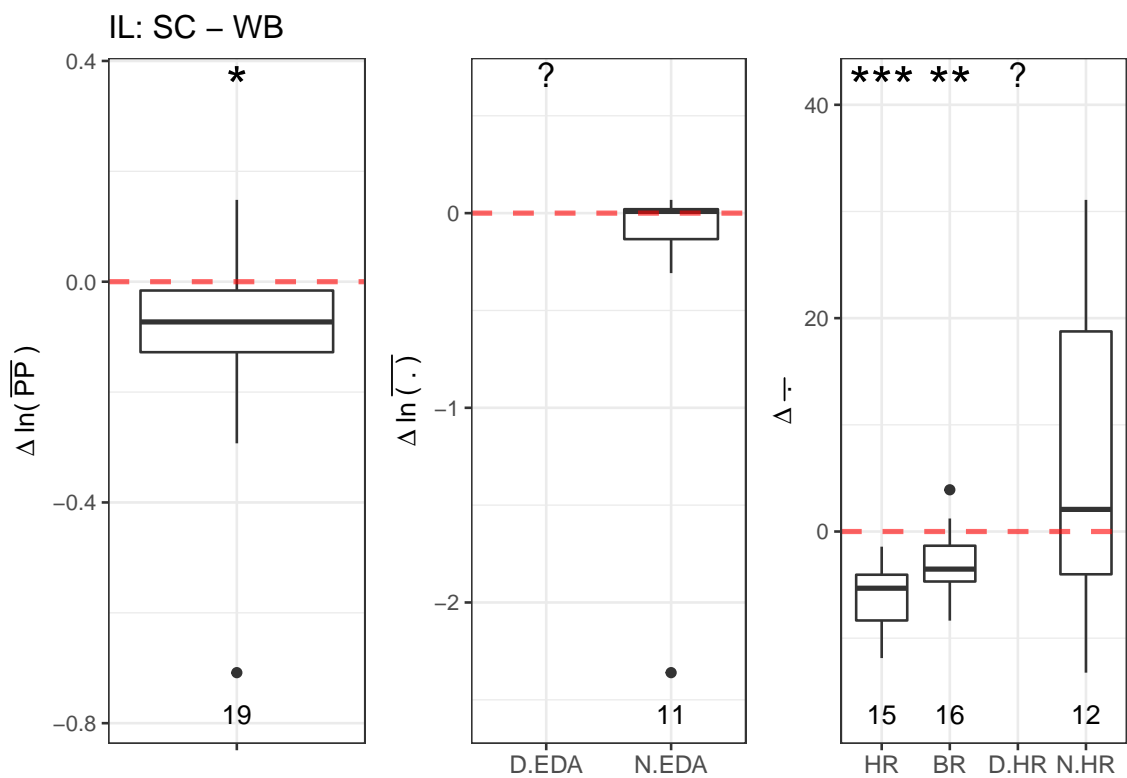 IL: SC − WB
Δ ln( PP )
0.4
0.0
−0.4
−0.8
*
19
Δ ln ( . )
0
−1
−2
?
11
D.EDA N.EDA
Δ .
40
20
0
*** ** ?
15 16 12
HR BR D.HR N.HR